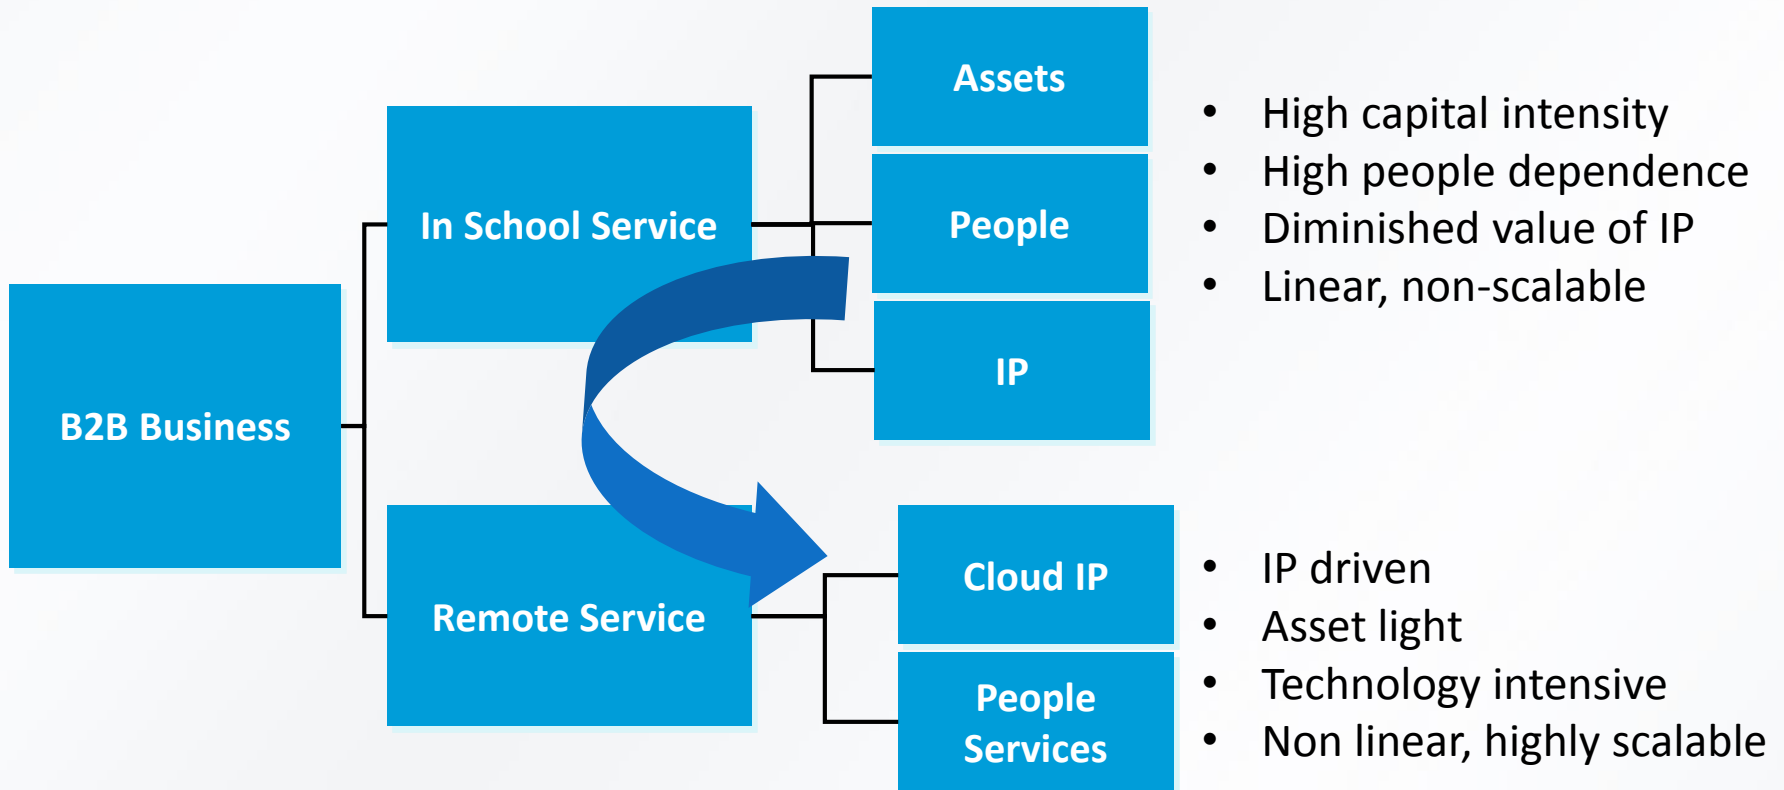 B2B Business
In School Service
Assets
People
IP
• High capital intensity
• High people dependence
• Diminished value of IP
• Linear, non-scalable
Remote Service
Cloud IP
People
Services
• IP driven
• Asset light
• Technology intensive
• Non linear, highly scalable